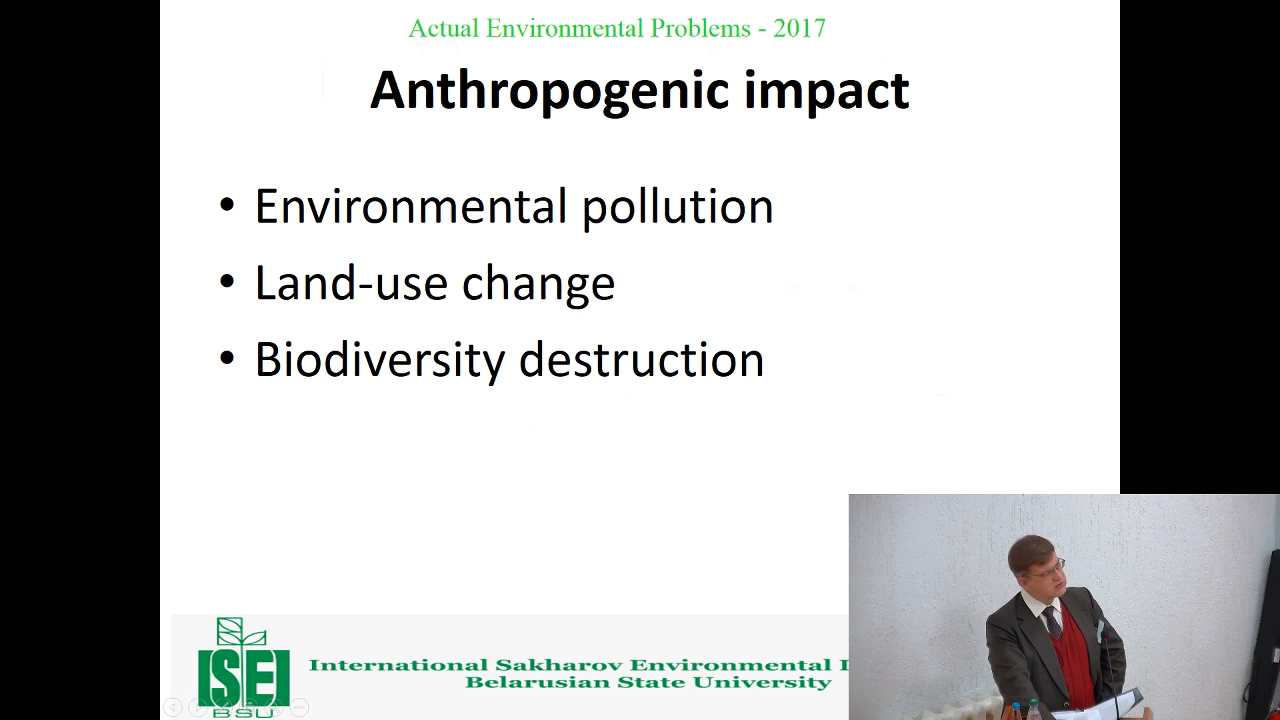 Actual Environmental Problems - 2017
Anthropogenic impact
• Environmental pollution
• Land-use change
• Biodiversity destruction
ISEI
BSU
International Sakharov Environmental
Belarusian State University